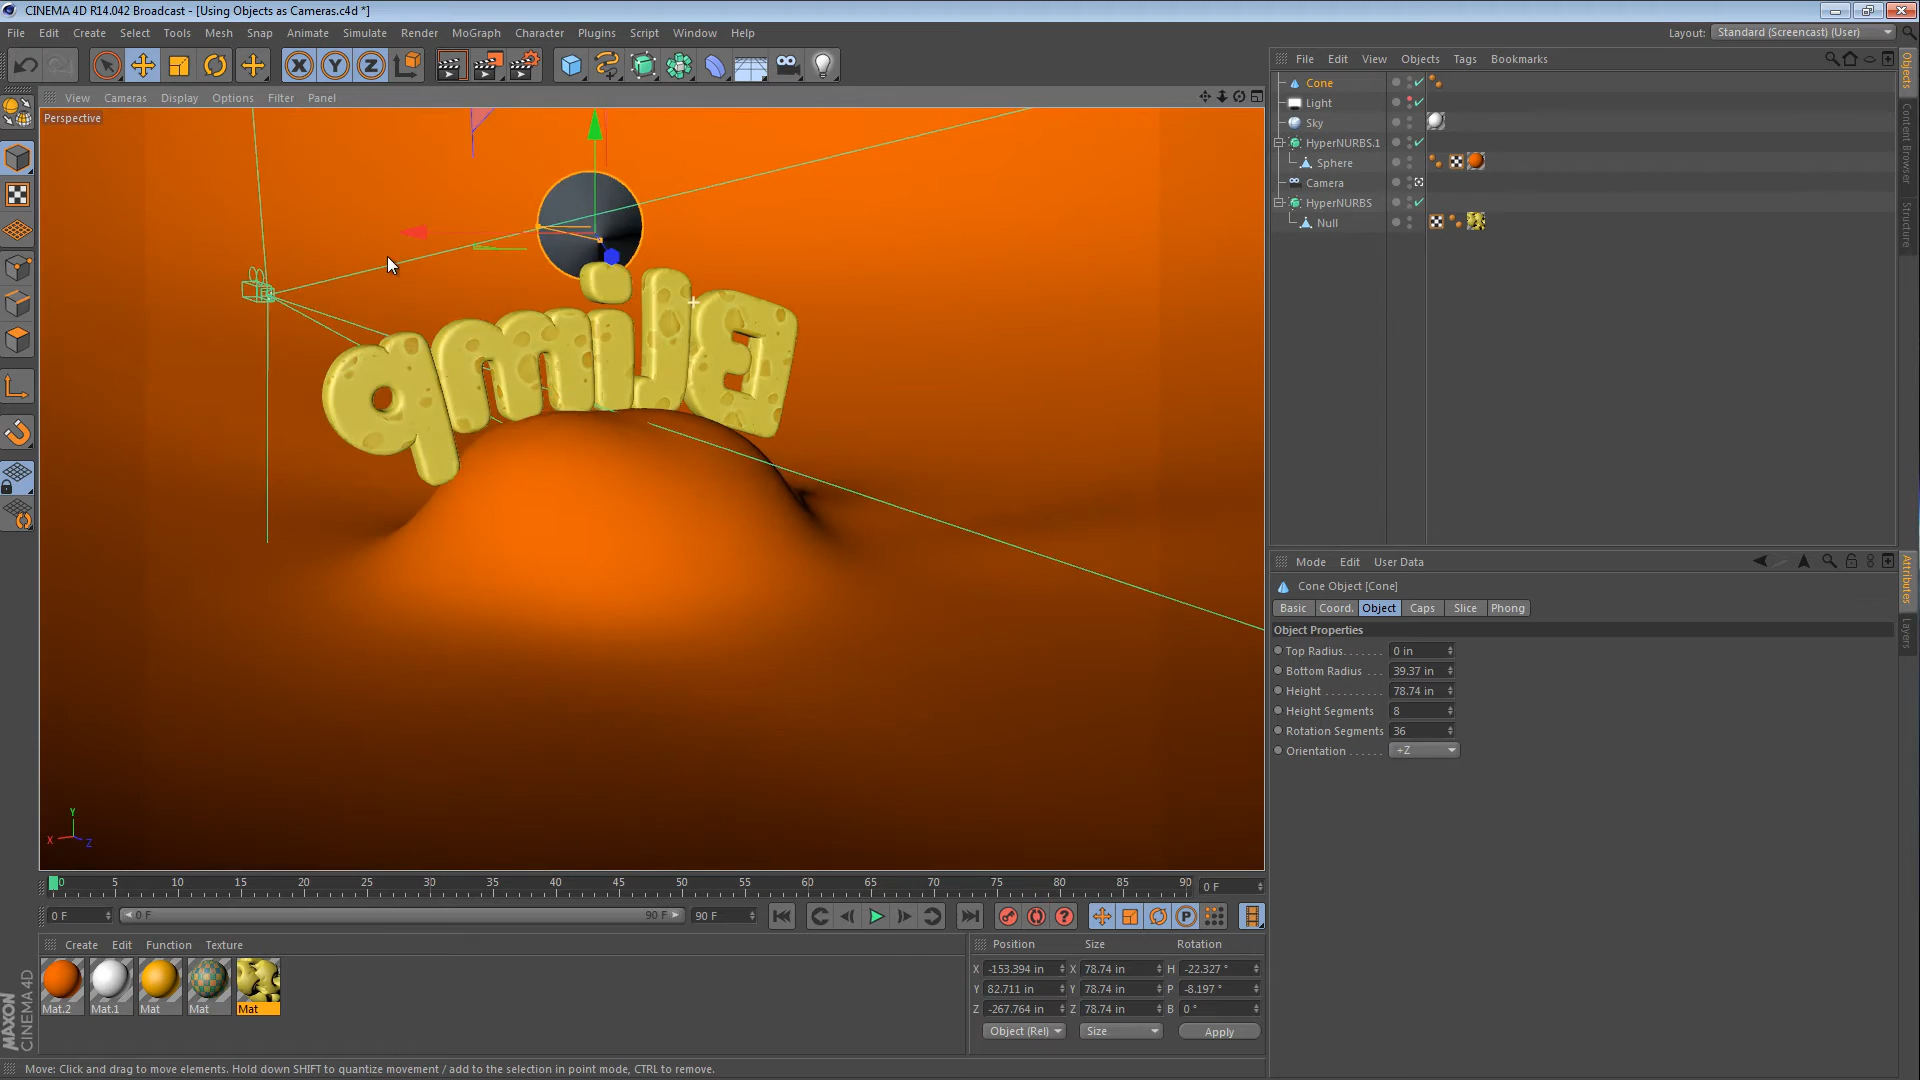 CINEMA 4D R14.042 Broadcast - [Using Objects as Cameras.c4d *]
File Edit Create Select Tools Mesh Snap Animate Simulate Render MoGraph Character Plugins Script Window Help Layout: Standard (Screencast) (User)
View Cameras Display Options Filter Panel
Perspective
Blimp
Y
X
Z
File Edit View Objects Tags Bookmarks
Cone
Light
Sky
HyperNURBS.1
Sphere
Camera
HyperNURBS
Null
Objects
Content Browser
Structure
Mode Edit User Data
Cone Object [Cone]
Basic Coord. Object Caps Slice Phong
Object Properties
Top Radius. . . . . . . 0 in
Bottom Radius . . . 39.37 in
Height . . . . . . . . . . 78.74 in
Height Segments 8
Rotation Segments 36
Orientation . . . . . . +Z
Attributes
Layers
0 5 10 15 20 25 30 35 40 45 50 55 60 65 70 75 80 85 90 0 F
0 F 0 F 90 F 90 F
Create Edit Function Texture
Mat.2 Mat.1 Mat Mat Mat
Position Size Rotation
X -153.394 in X 78.74 in H -22.327 °
Y 82.711 in Y 78.74 in P -8.197 °
Z -267.764 in Z 78.74 in B 0 °
Object (Rel) Size Apply
MAXON
CINEMA 4D
Move: Click and drag to move elements. Hold down SHIFT to quantize movement / add to the selection in point mode, CTRL to remove.